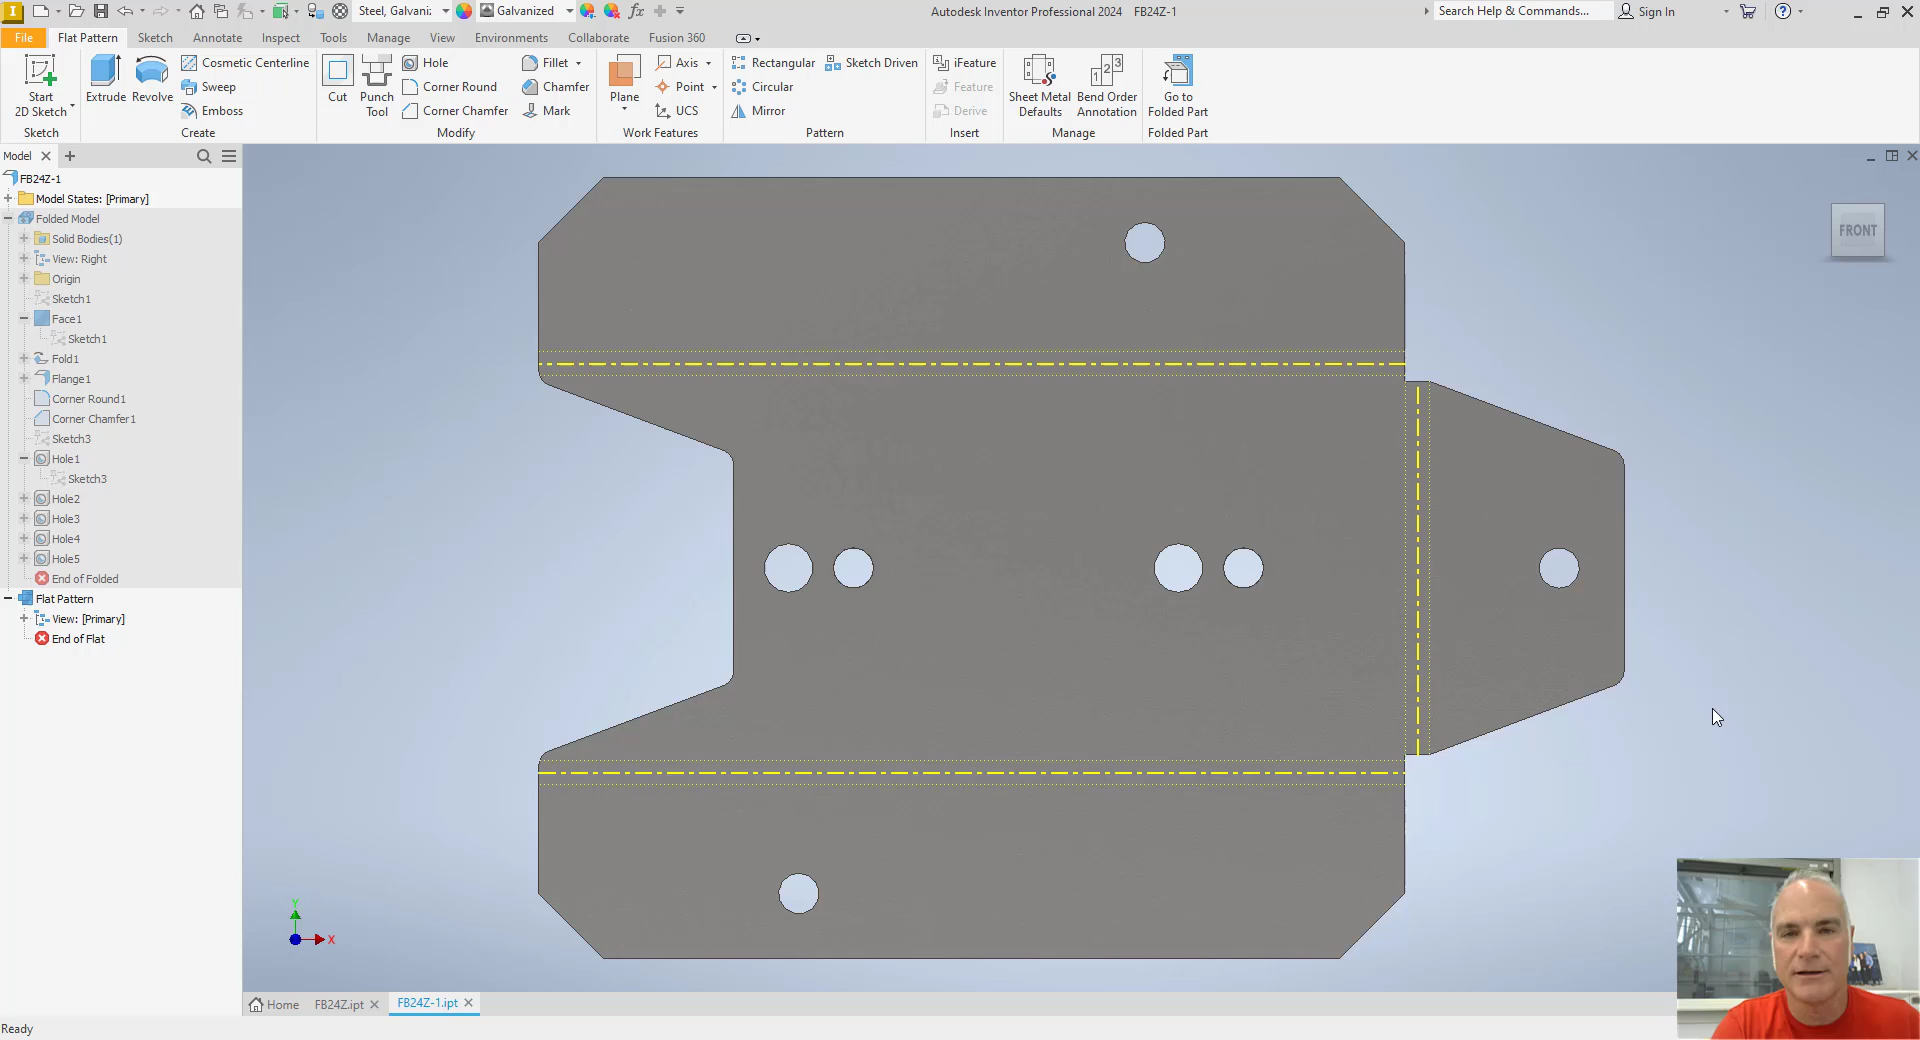 Steel, Galvani:
Galvanized
Autodesk Inventor Professional 2024 FB24Z-1
Search Help & Commands...
Sign In
File
Flat Pattern
Sketch
Annotate
Inspect
Tools
Manage
View
Environments
Collaborate
Fusion 360
Start
2D Sketch
Sketch
Extrude
Revolve
Cosmetic Centerline
Sweep
Emboss
Create
Cut
Punch
Tool
Hole
Corner Round
Corner Chamfer
Fillet
Chamfer
Mark
Modify
Plane
Axis
Point
UCS
Work Features
Rectangular
Circular
Mirror
Sketch Driven
Pattern
iFeature
Feature
Derive
Insert
Sheet Metal
Defaults
Bend Order
Annotation
Manage
Go to
Folded Part
Folded Part
Model
FB24Z-1
Model States: [Primary]
Folded Model
Solid Bodies(1)
View: Right
Origin
Sketch1
Face1
Sketch1
Fold1
Flange1
Corner Round1
Corner Chamfer1
Sketch3
Hole1
Sketch3
Hole2
Hole3
Hole4
Hole5
End of Folded
Flat Pattern
View: [Primary]
End of Flat
FRONT
Y
X
Home
FB24Z.ipt
FB24Z-1.ipt
Ready